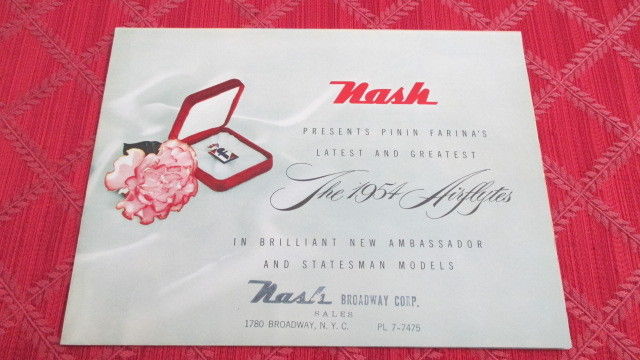 Nash
PRESENTS PININ FARINA'S
LATEST AND GREATEST
The 1954 Airflytes
IN BRILLIANT NEW AMBASSADOR
AND STATESMAN MODELS
Nash BROADWAY CORP.
SALES
1780 BROADWAY, N. Y. C. PL 7-7475